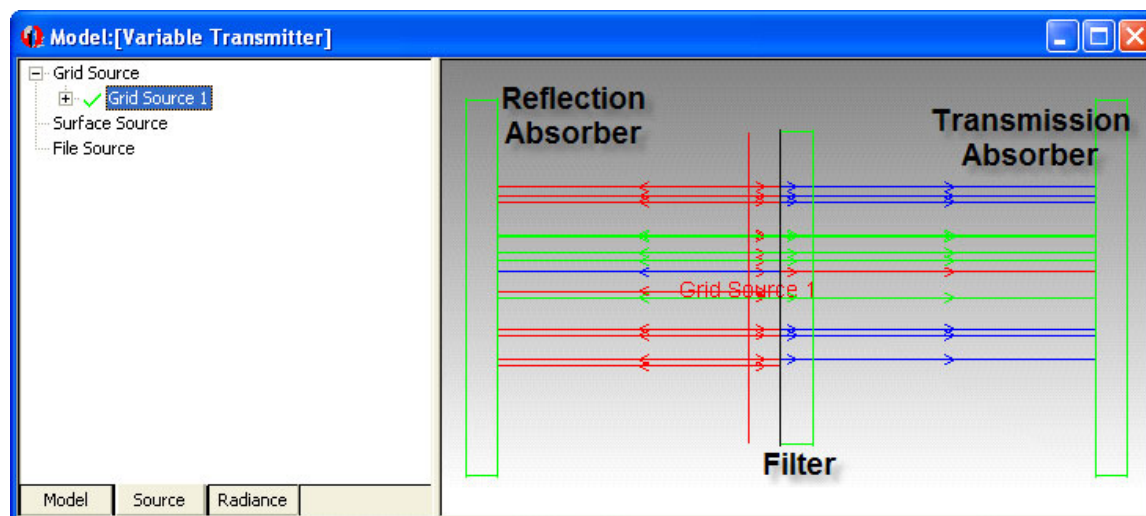 Model:[Variable Transmitter]
Grid Source
Grid Source 1
Surface Source
File Source
Model
Source
Radiance
Reflection
Absorber
Transmission
Absorber
Grid Source 1
Filter